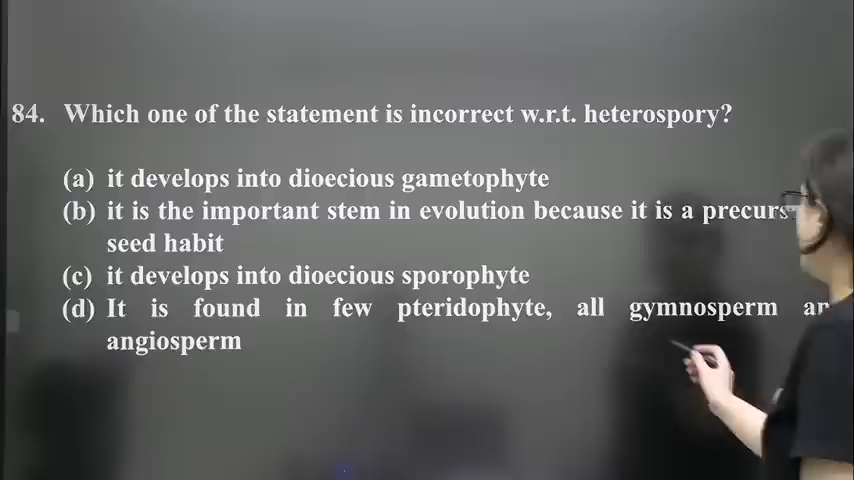 84. Which one of the statement is incorrect w.r.t. heterospory?
(a) it develops into dioecious gametophyte
(b) it is the important stem in evolution because it is a
seed habit
(c) it develops into dioecious sporophyte
(d) It is found in few pteridophyte, all gymnosperm
angiosperm